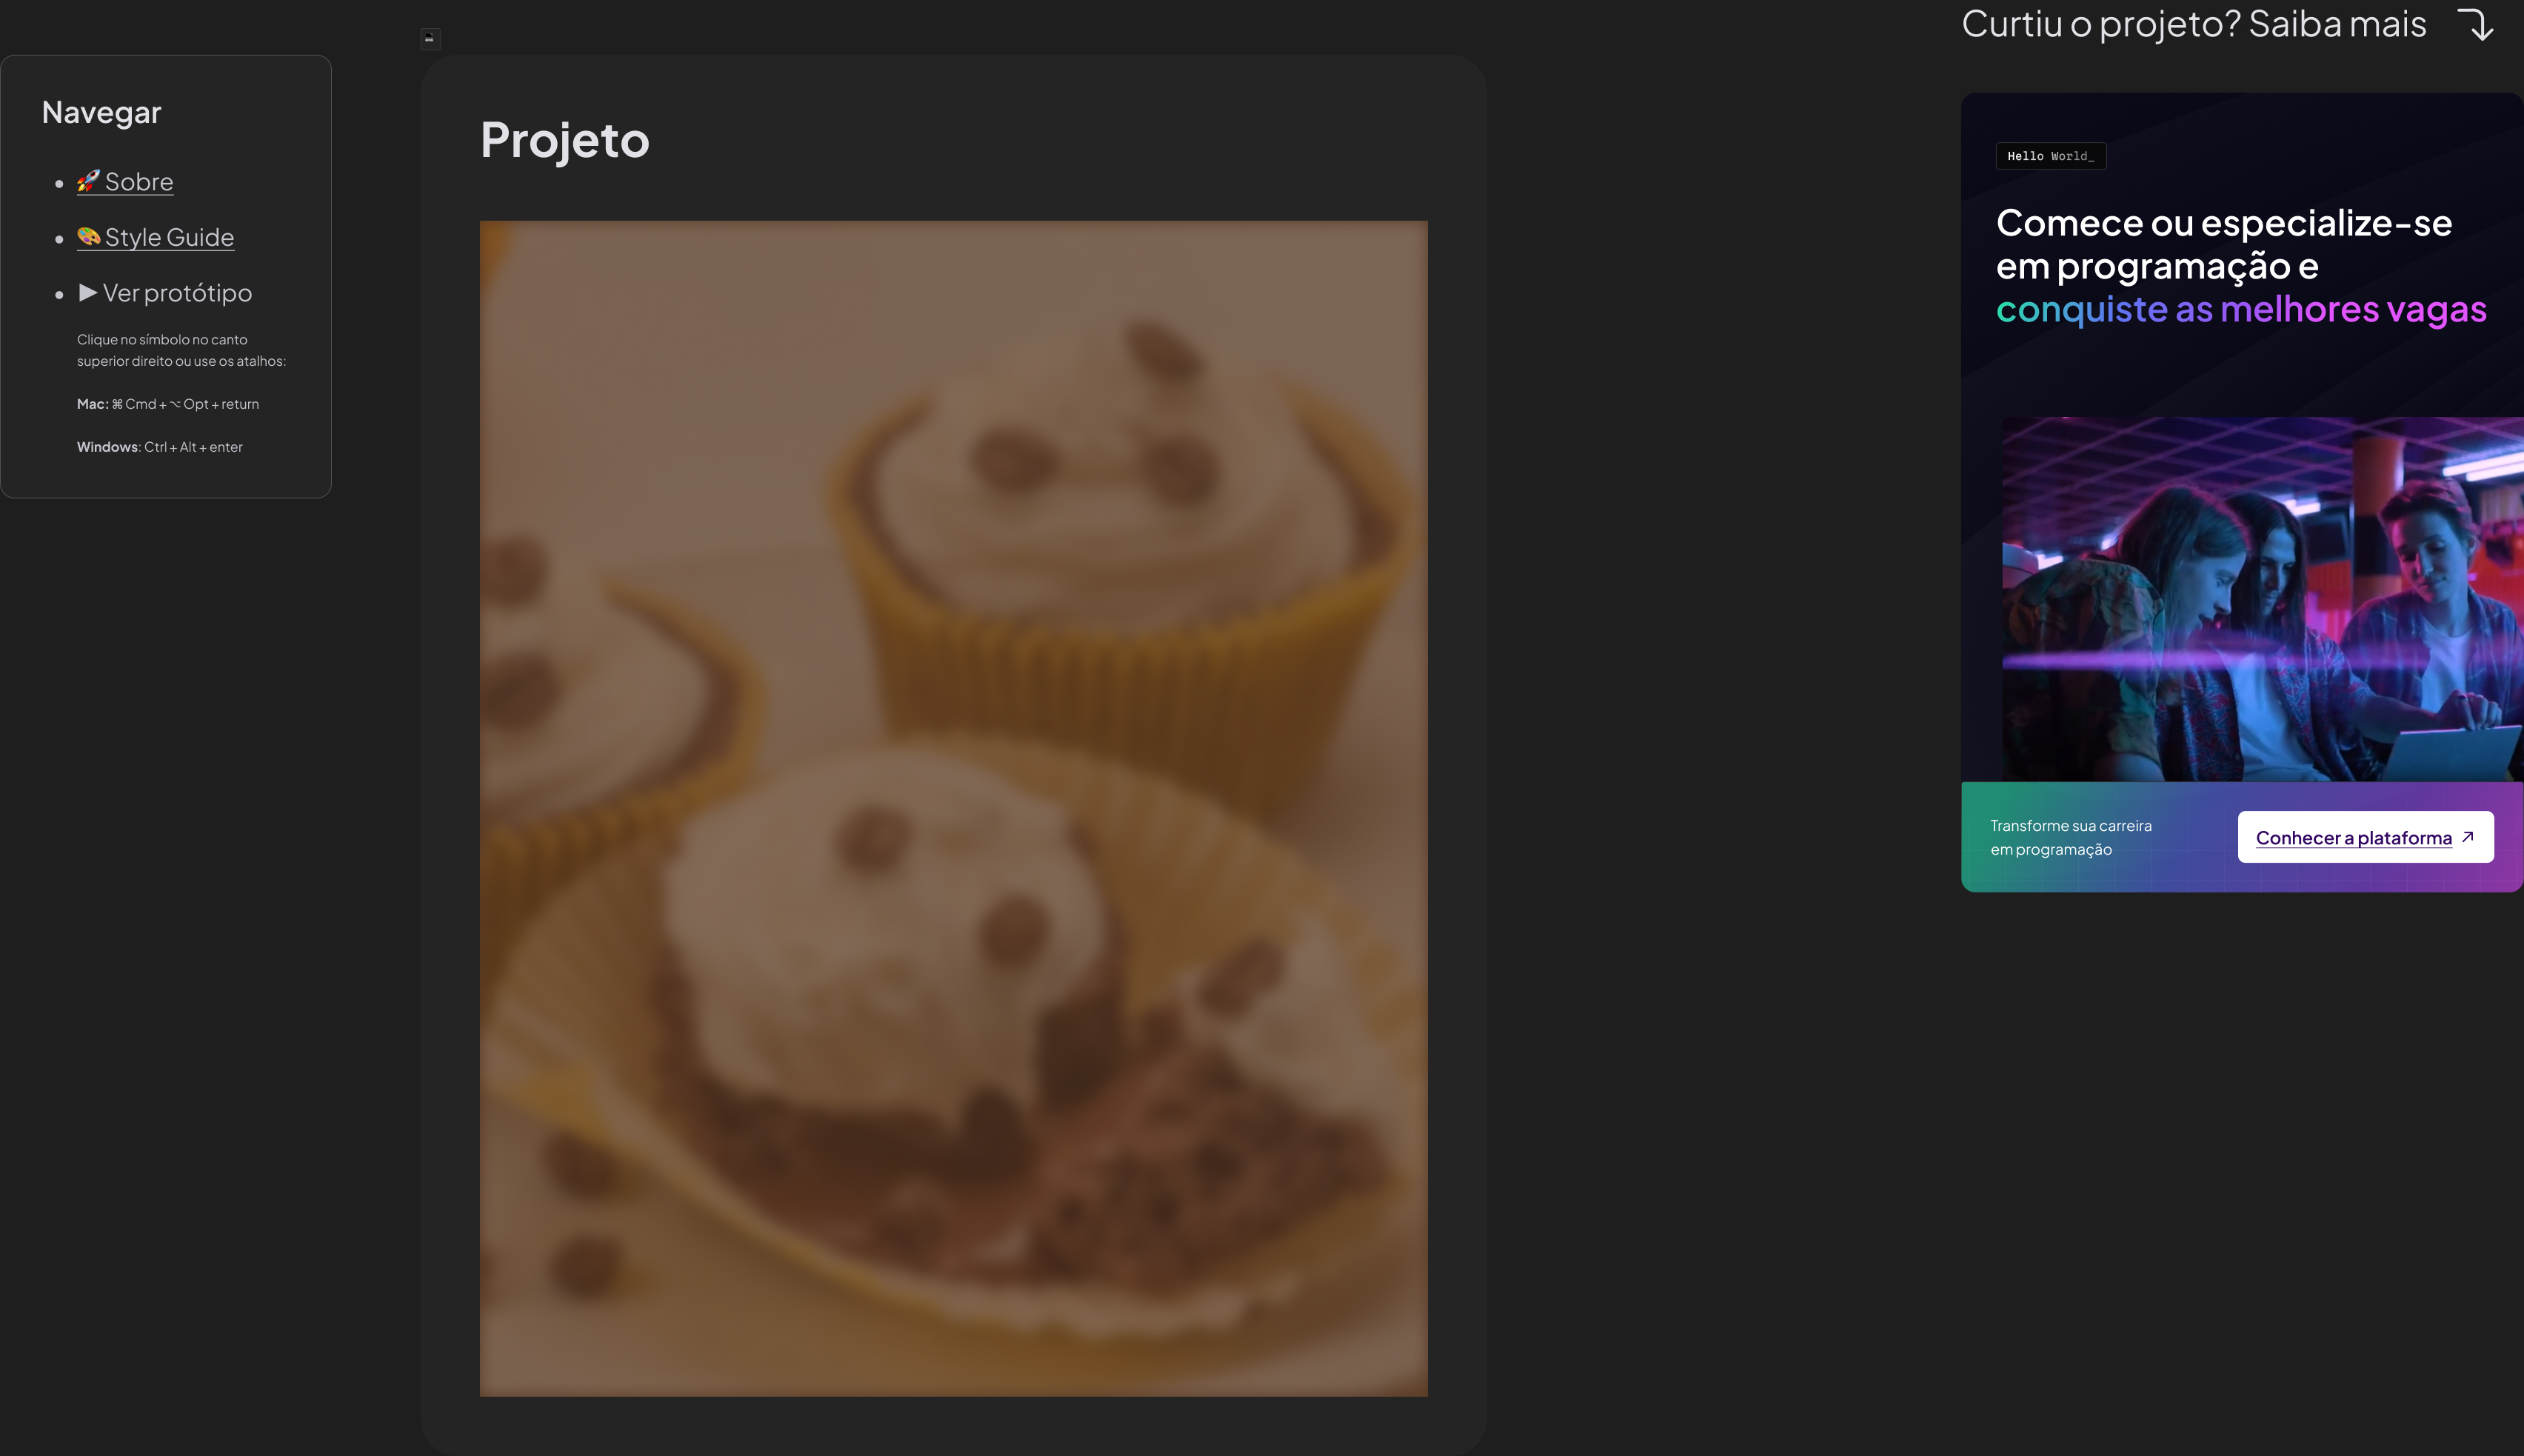 Navegar
🚀 Sobre
🎨 Style Guide
▶ Ver protótipo
Clique no símbolo no canto
superior direito ou use os atalhos:
Mac: ⌘ Cmd + ⌥ Opt + return
Windows: Ctrl + Alt + enter
Projeto
Curtiu o projeto? Saiba mais
Hello World_
Comece ou especialize-se
em programação e
conquiste as melhores vagas
Transforme sua carreira
em programação
Conhecer a plataforma